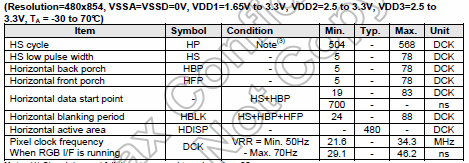 (Resolution=480x854, VSSA=VSSD=0V, VDD1=1.65V to 3.3V, VDD2=2.5 to 3.3V, VDD3=2.5 to
3.3V, TA = -30 to 70°C)
Item Symbol Condition Min. Typ. Max. Unit
HS cycle HP Note(3) 504 - 568 DCK
HS low pulse width HS - 5 - 78 DCK
Horizontal back porch HBP - 5 - 78 DCK
Horizontal front porch HFP - 5 - 78 DCK
Horizontal data start point - HS+HBP 19 - 83 DCK
700 - - ns
Horizontal blanking period HBLK HS+HBP+HFP 24 - 88 DCK
Horizontal active area HDISP - - 480 - DCK
Pixel clock frequency DCK VRR = Min. 50Hz 21.6 - 34.3 MHz
When RGB I/F is running - Max. 70Hz 29.1 - 46.2 ns